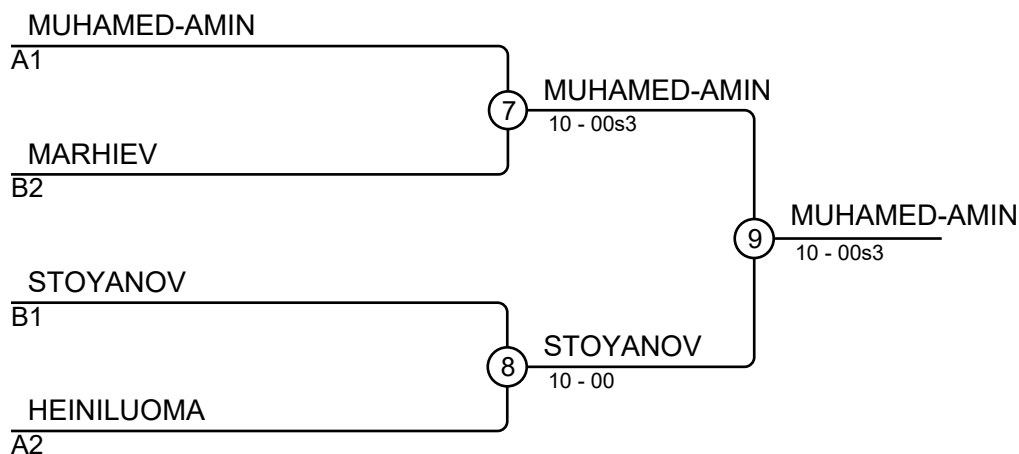 MUHAMED-AMIN
A1
7
MUHAMED-AMIN
10 - 00s3
MARHIEV
B2
9
MUHAMED-AMIN
10 - 00s3
STOYANOV
B1
8
STOYANOV
10 - 00
HEINILUOMA
A2